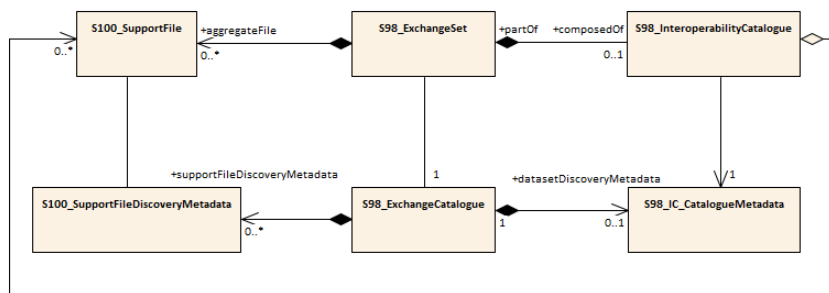 S100_SupportFile
+aggregateFile
0..*
0..*
S98_ExchangeSet
+partOf
+composedOf
0..1
S98_InteroperabilityCatalogue
+supportFileDiscoveryMetadata
1
+datasetDiscoveryMetadata
1
S100_SupportFileDiscoveryMetadata
0..*
S98_ExchangeCatalogue
1
0..1
S98_IC_CatalogueMetadata